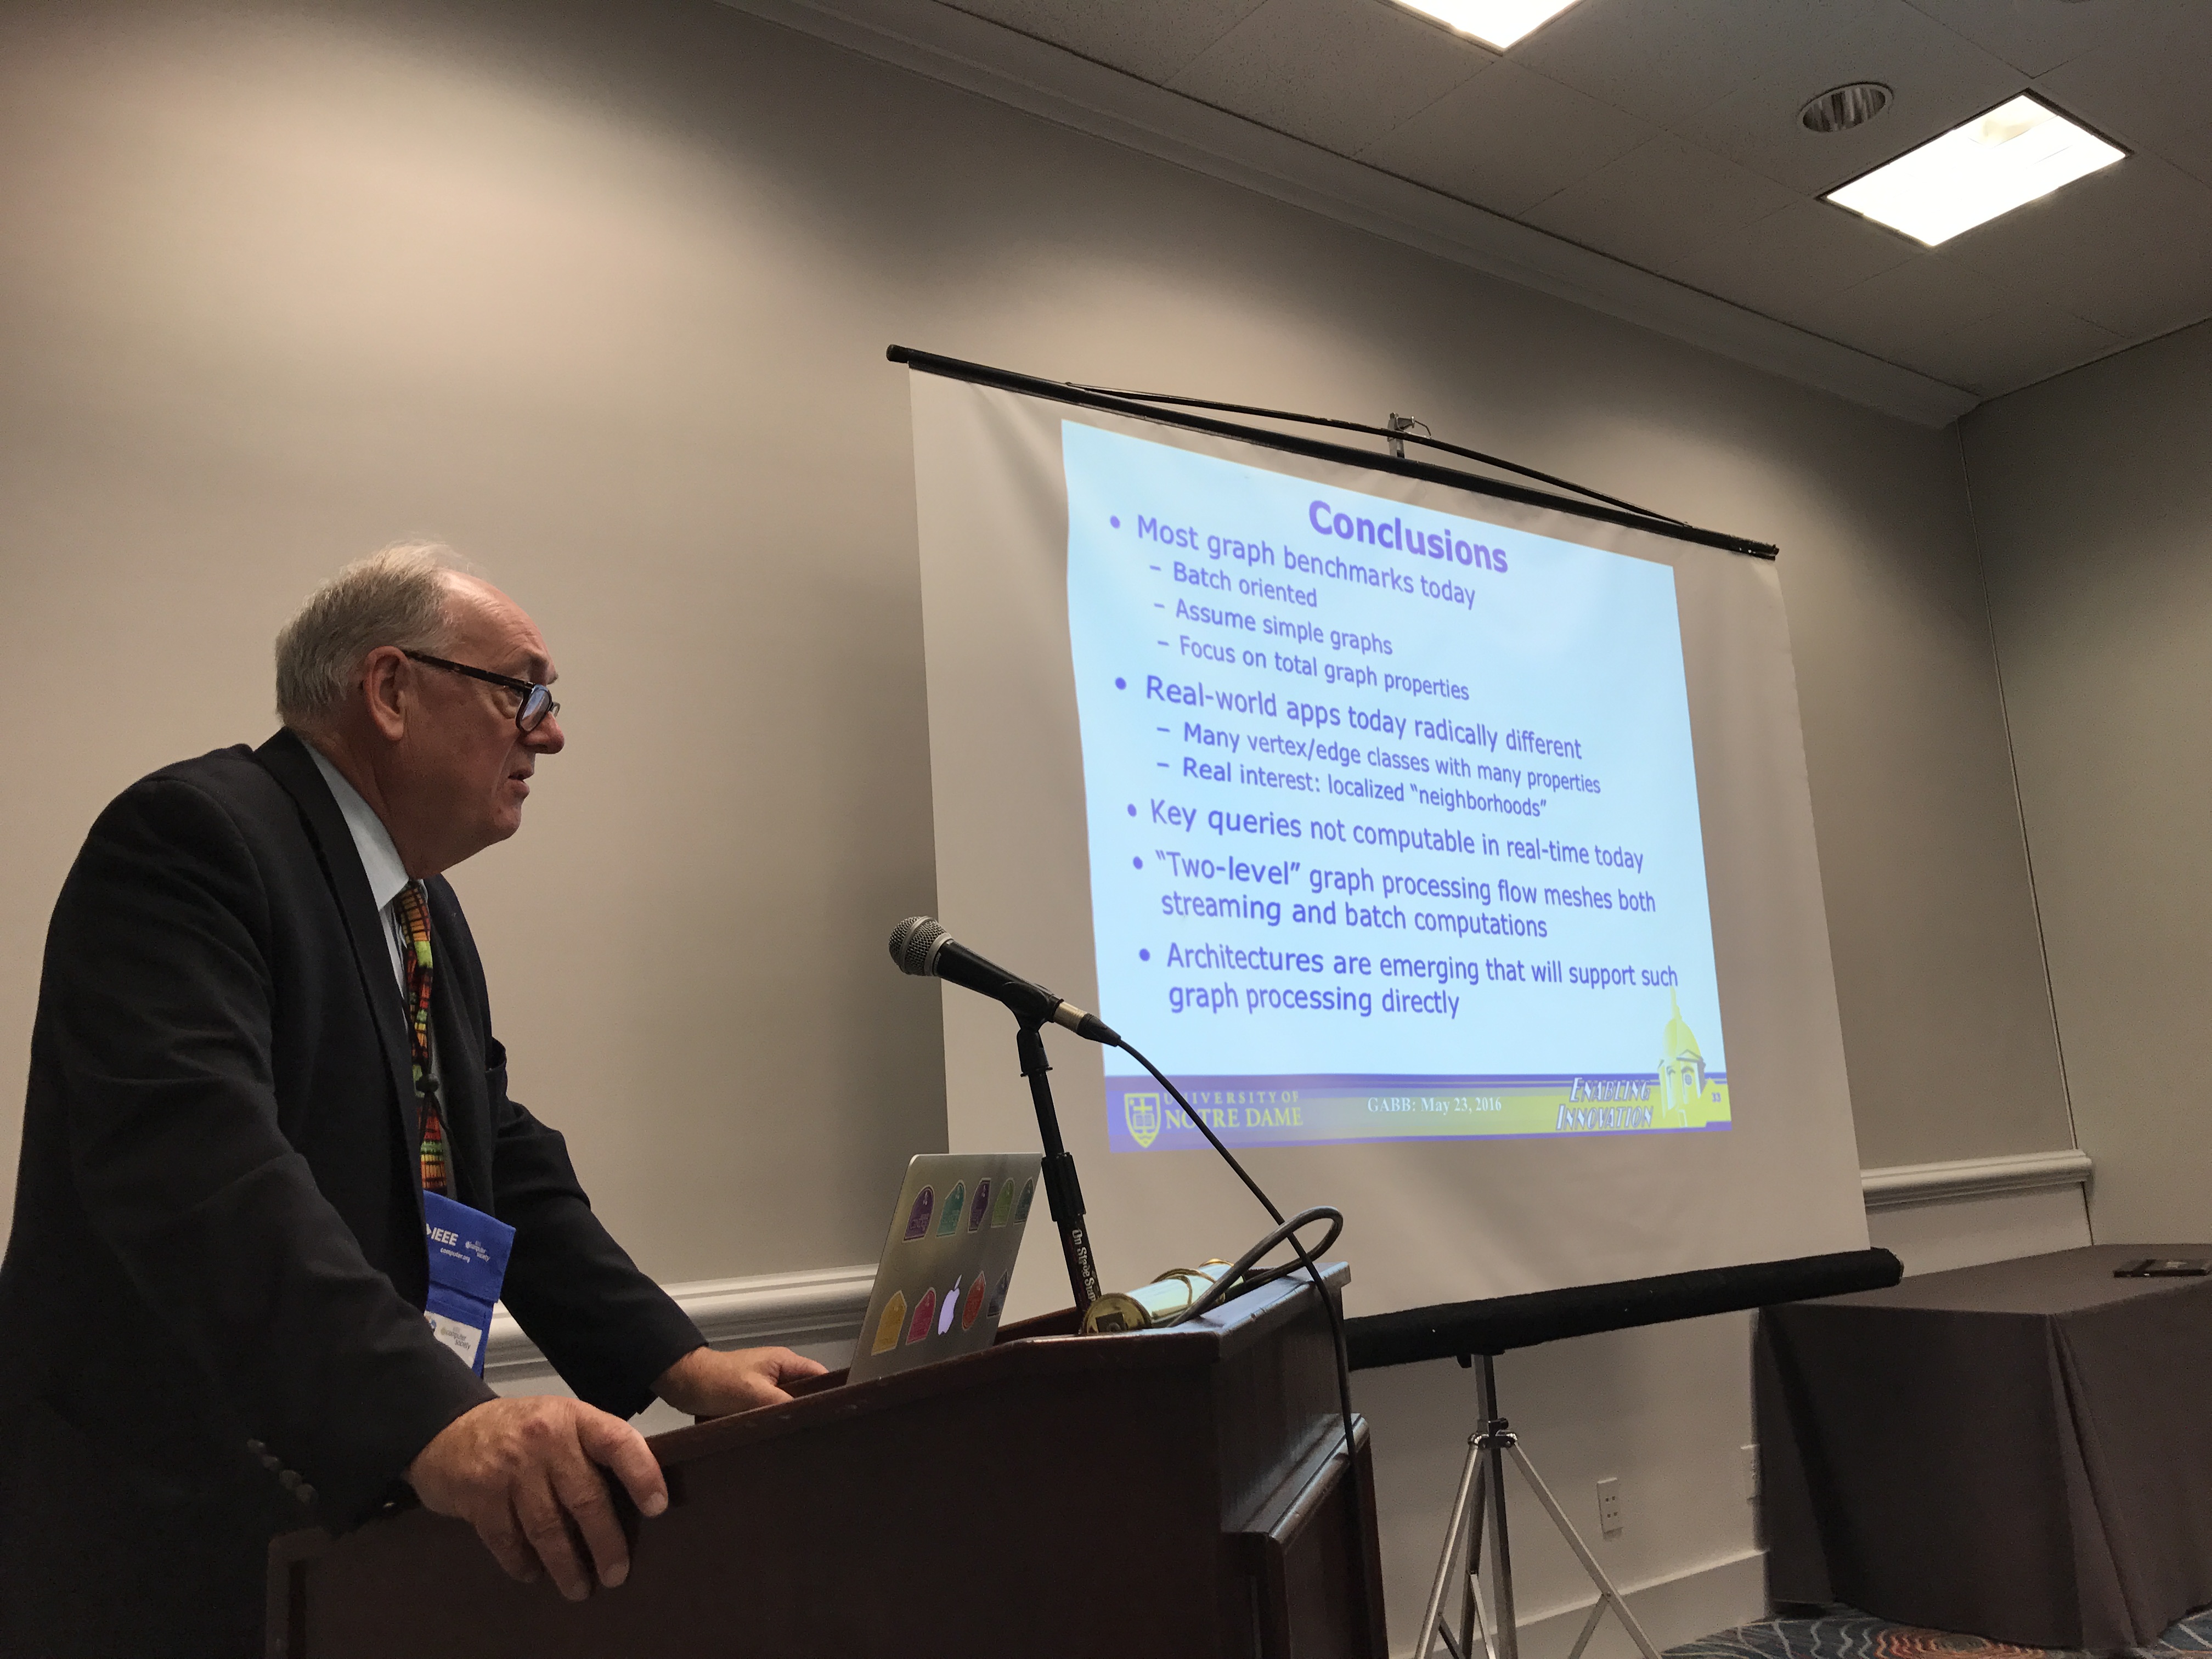 Conclusions
• Most graph benchmarks today
– Batch oriented
– Assume simple graphs
– Focus on total graph properties
• Real-world apps today radically different
– Many vertex/edge classes with many properties
– Real interest: localized “neighborhoods”
• Key queries not computable in real-time today
• “Two-level” graph processing flow meshes both
streaming and batch computations
• Architectures are emerging that will support such
graph processing directly
UNIVERSITY OF
NOTRE DAME
GABB: May 23, 2016
ENABLING
INNOVATION
33
IEEE
computer
society
computer.org
computer
society
On Stage